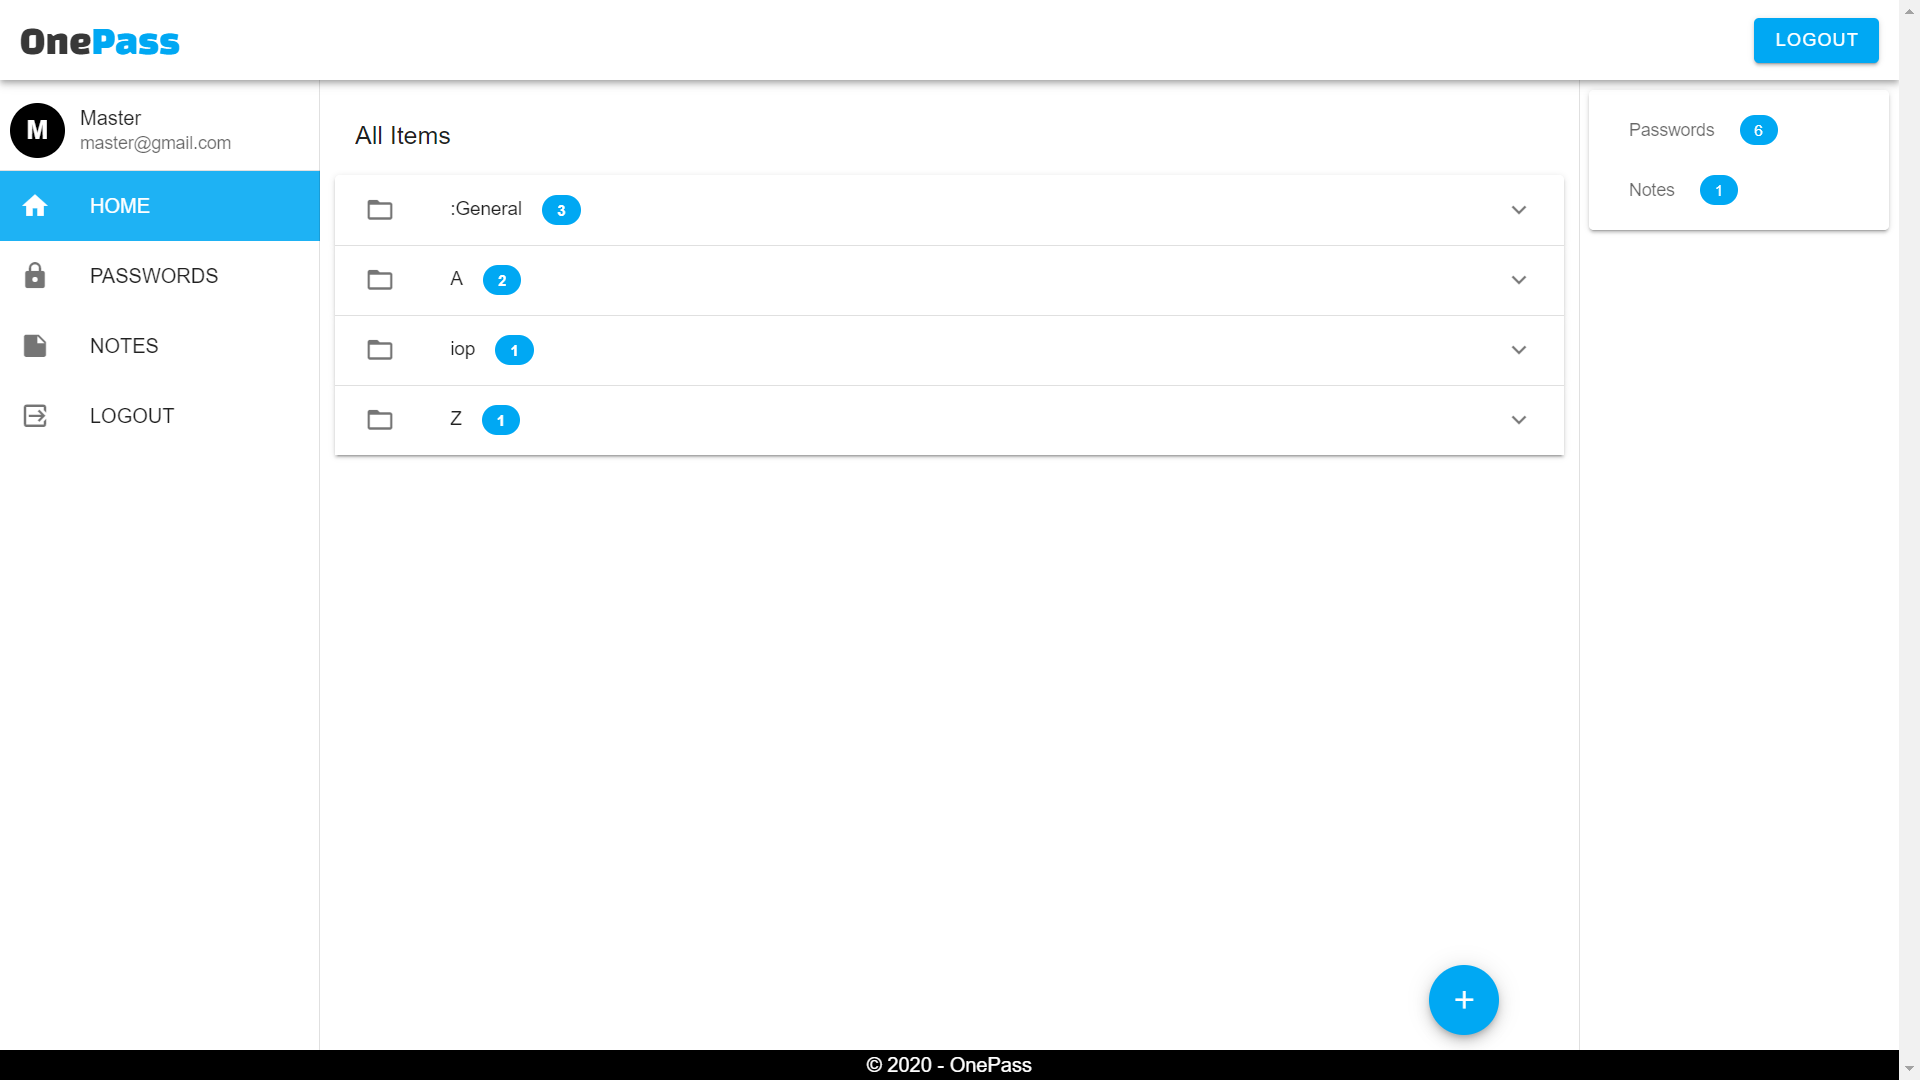 OnePass
LOGOUT
M
Master
master@gmail.com
HOME
PASSWORDS
NOTES
LOGOUT
All Items
:General 3
A 2
iop 1
Z 1
Passwords 6
Notes 1
+
© 2020 - OnePass